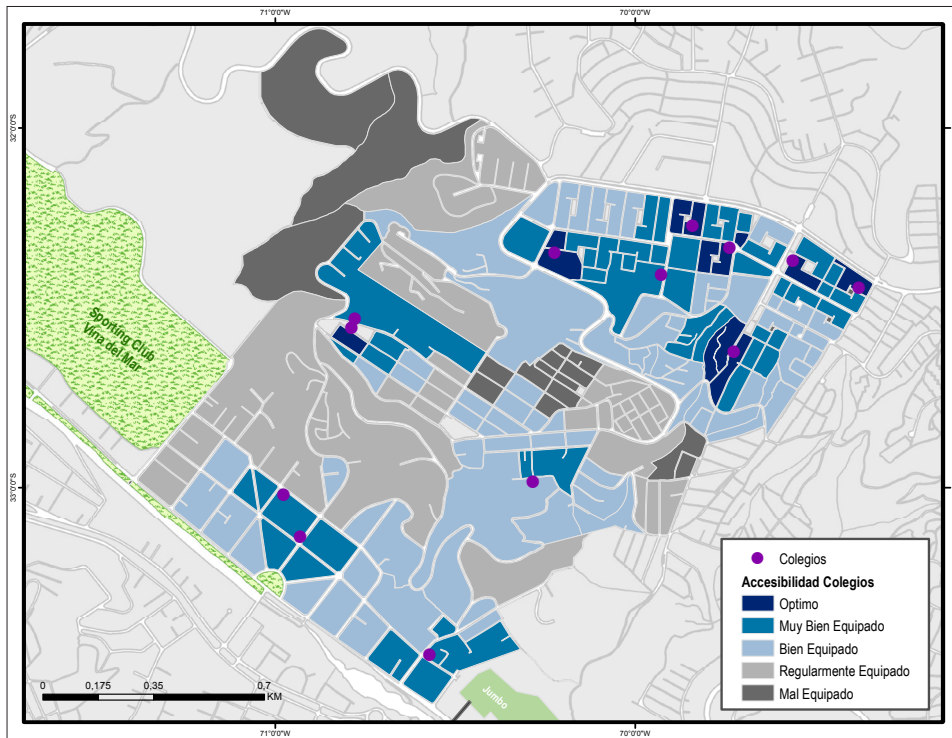 71°0'0"W
70°0'0"W
32°0'0"S
33°0'0"S
Sporting Club
Vina del Mar
Jumbo
Colegios
Accesibilidad Colegios
Optimo
Muy Bien Equipado
Bien Equipado
Regularmente Equipado
Mal Equipado
0
0,175
0,35
0,7
KM
71°0'0"W
70°0'0"W